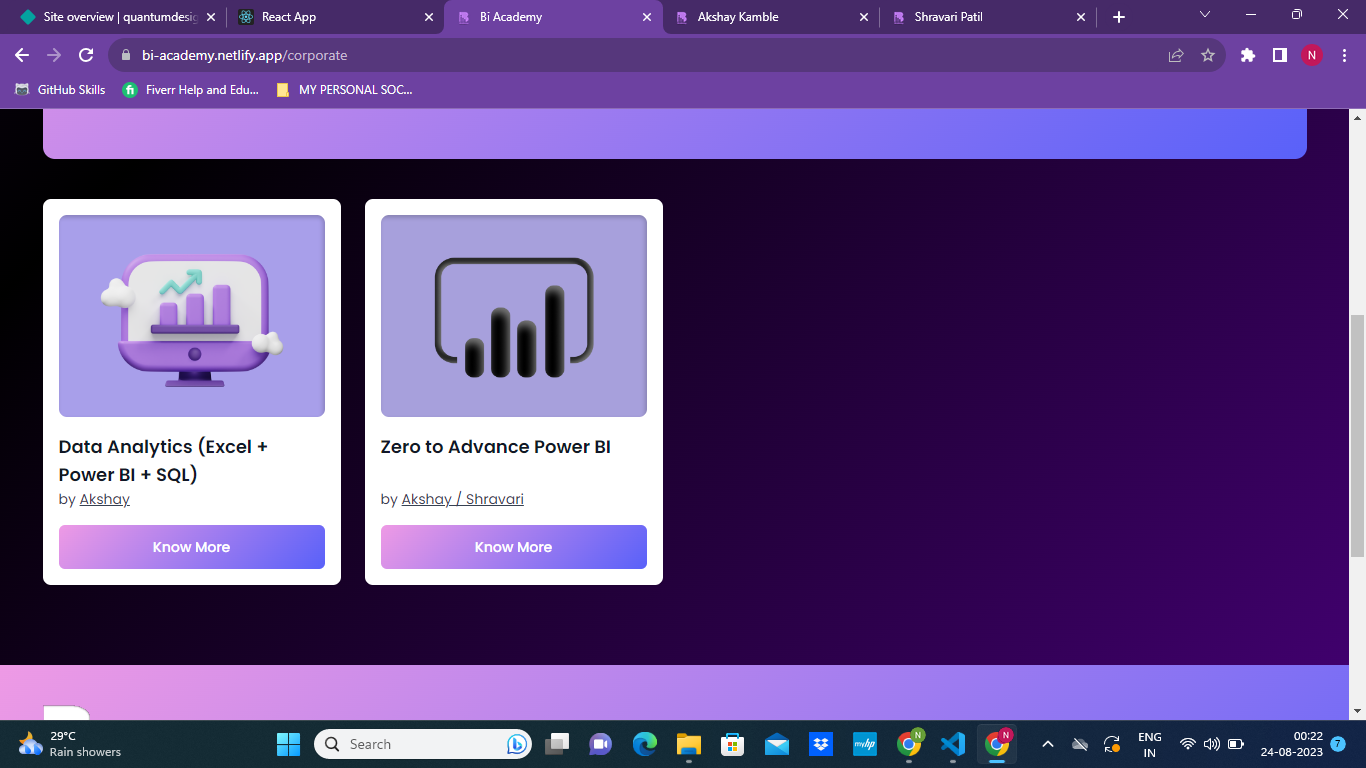 Site overview | quantumdesig
React App
Bi Academy
Akshay Kamble
Shravari Patil
bi-academy.netlify.app/corporate
N
GitHub Skills
fi
Fiverr Help and Edu...
MY PERSONAL SOC...
Data Analytics (Excel +
Power BI + SQL)
by Akshay
Know More
Zero to Advance Power BI
by Akshay / Shravari
Know More
29°C
Rain showers
Search
myhp
N
N
ENG
IN
00:22
24-08-2023
7